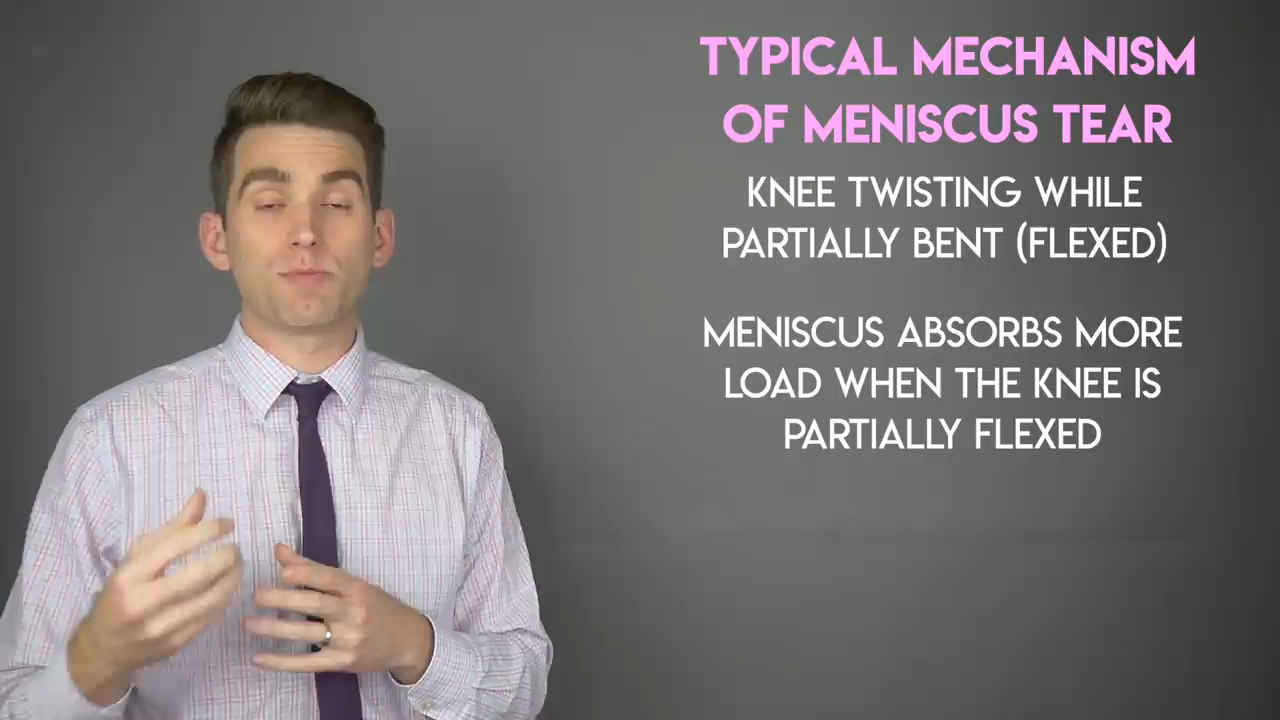 TYPICAL MECHANISM
OF MENISCUS TEAR
KNEE TWISTING WHILE
PARTIALLY BENT (FLEXED)
MENISCUS ABSORBS MORE
LOAD WHEN THE KNEE IS
PARTIALLY FLEXED